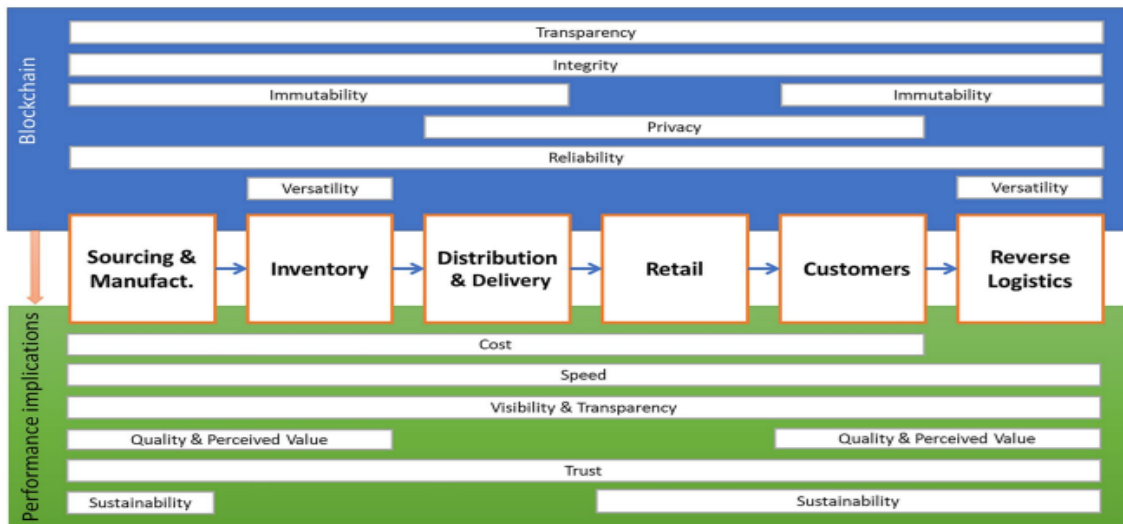 Blockchain
Transparency
Integrity
Immutability
Immutability
Privacy
Reliability
Versatility
Versatility
Sourcing &
Manufact.
Inventory
Distribution
& Delivery
Retail
Customers
Reverse
Logistics
Performance implications
Cost
Speed
Visibility & Transparency
Quality & Perceived Value
Quality & Perceived Value
Trust
Sustainability
Sustainability